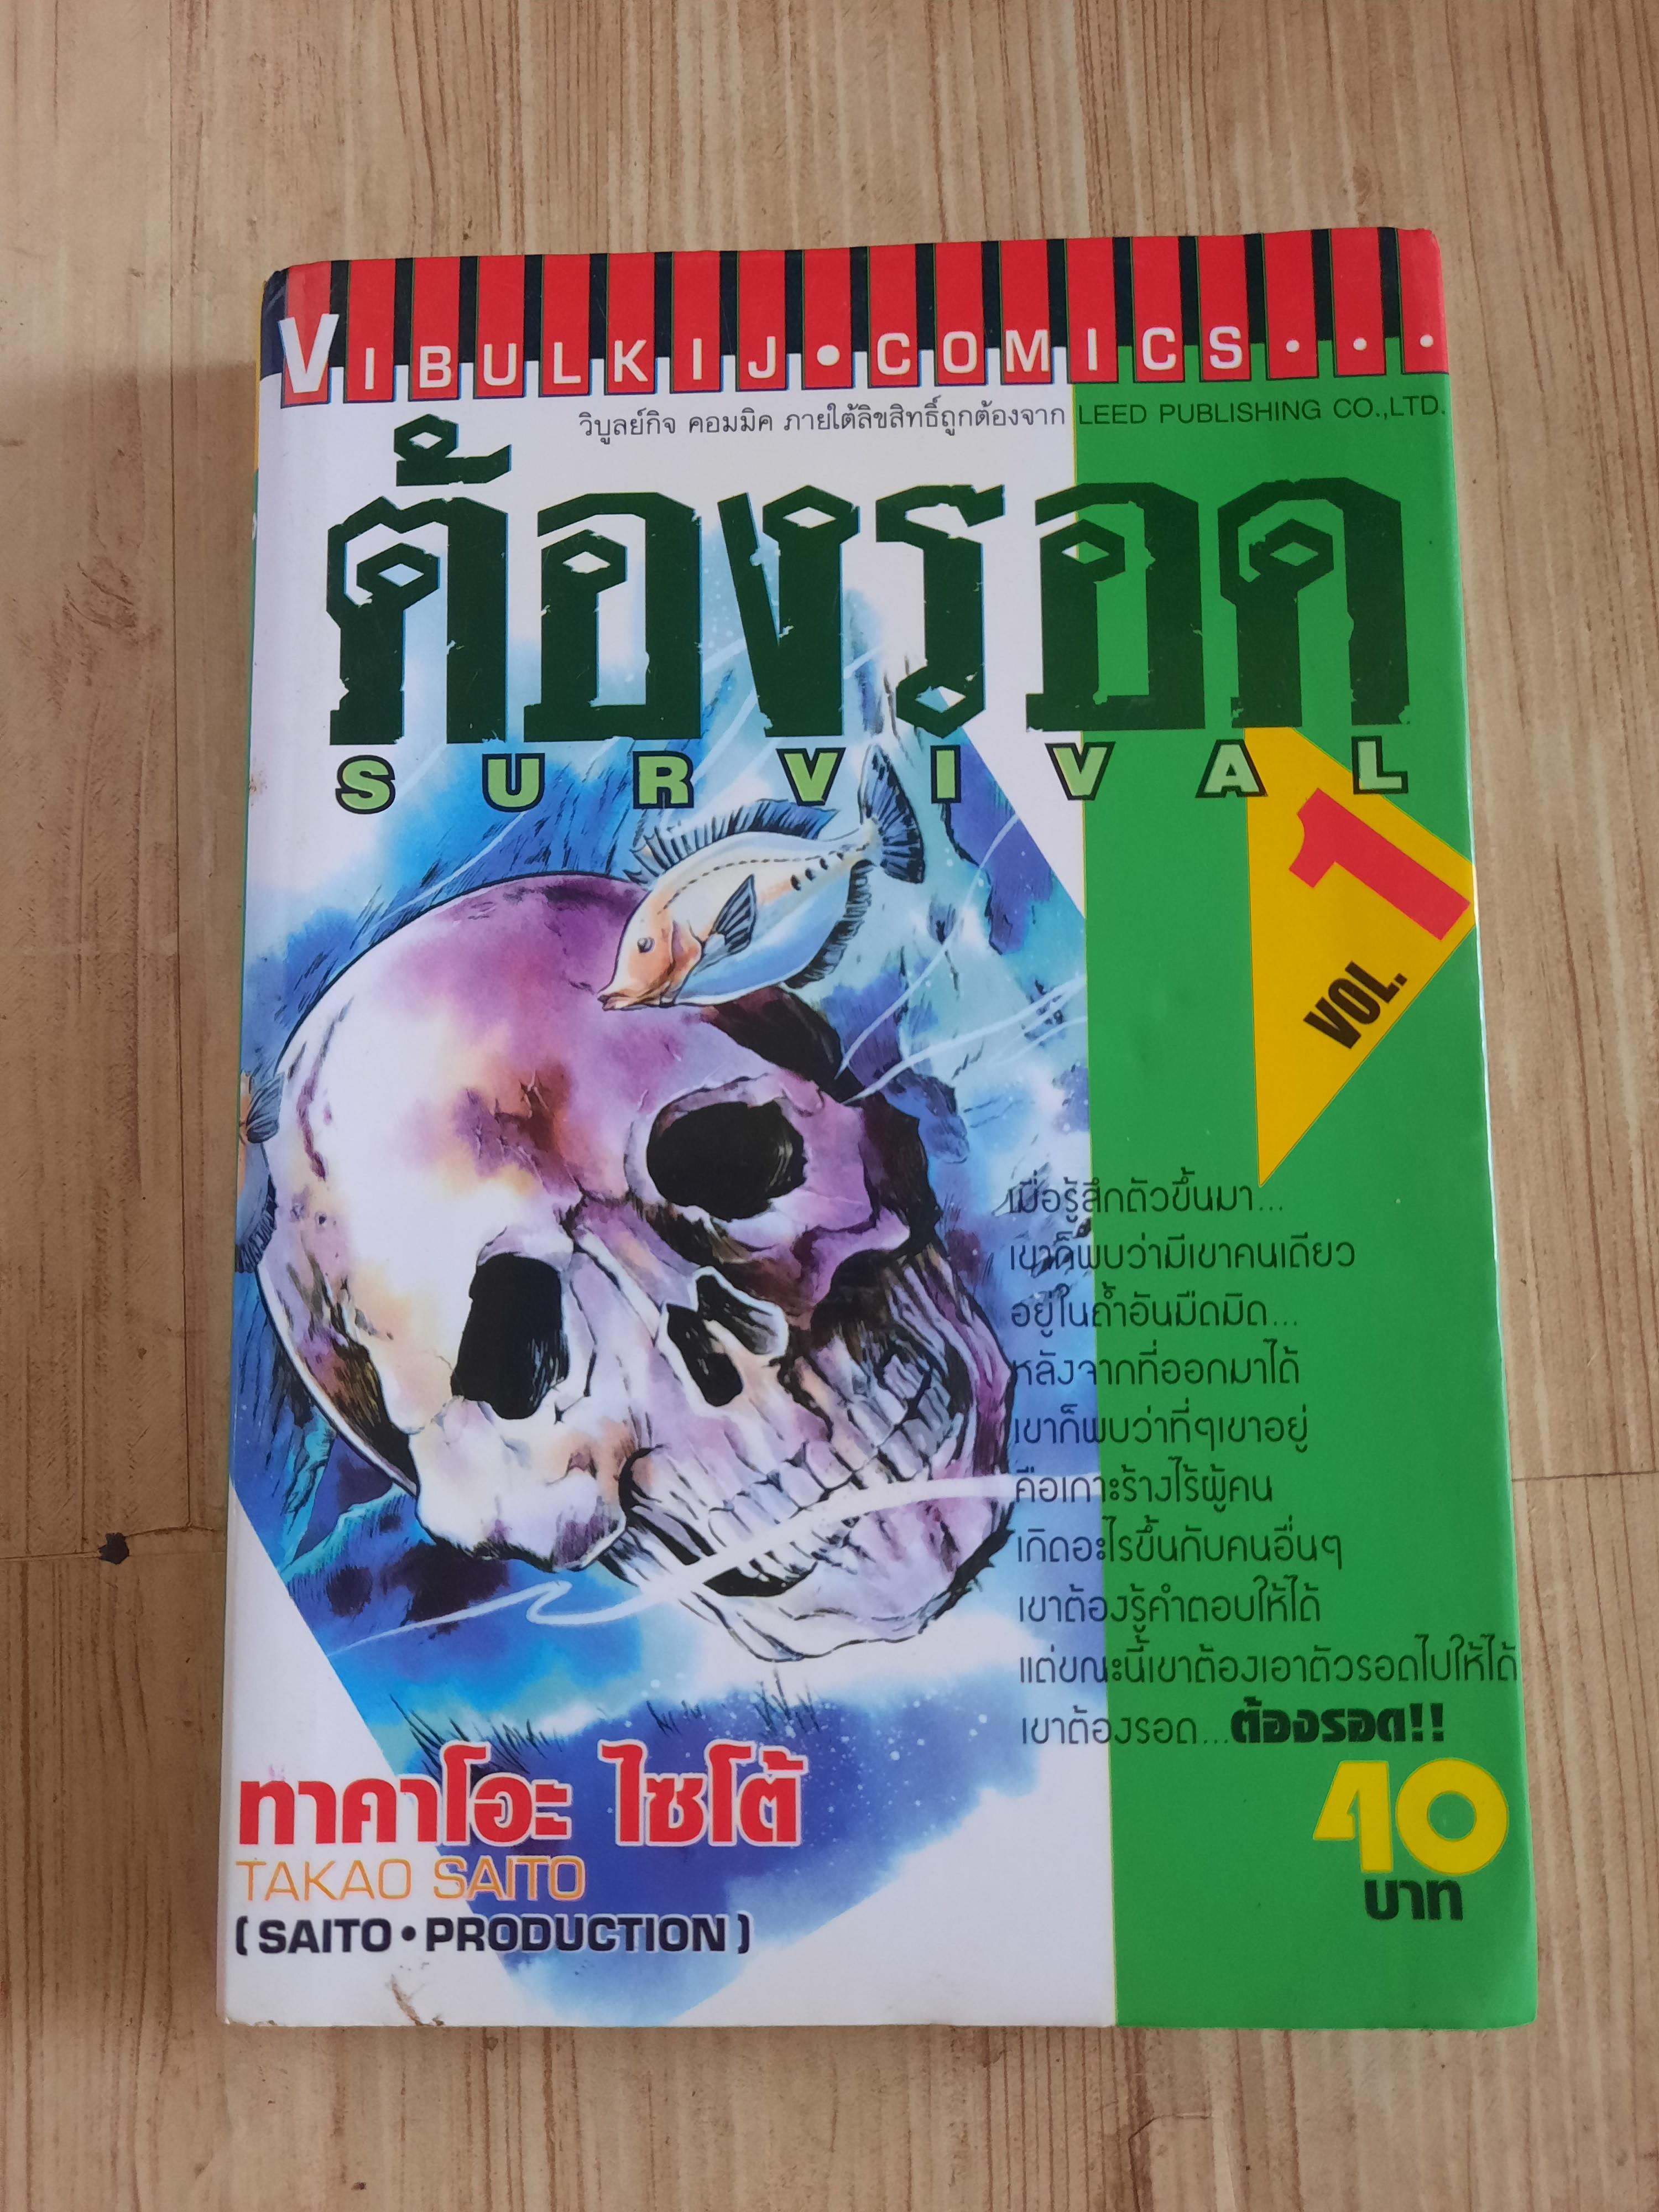 VIBULKIJ•COMICS...
วิบูลย์กิจ คอมมิค ภายใต้ลิขสิทธิ์ถูกต้องจาก LEED PUBLISHING CO.,LTD.
ต้องรอด
SURVIVAL
VOL. 1
เมื่อรู้สึกตัวขึ้นมา...
เขาก็พบว่ามีเขาคนเดียว
อยู่ในถ้ำอันมืดมิด...
หลังจากที่ออกมาได้
เขาก็พบว่าที่ๆเขาอยู่
คือเกาะร้างไร้ผู้คน
เกิดอะไรขึ้นกับคนอื่นๆ
เขาต้องรู้คำตอบให้ได้
แต่ขณะนี้เขาต้องเอาตัวรอดไปให้ได้
เขาต้องรอด...ต้องรอด!!
ทาคาโอะ ไซโต้
TAKAO SAITO
(SAITO•PRODUCTION)
40
บาท